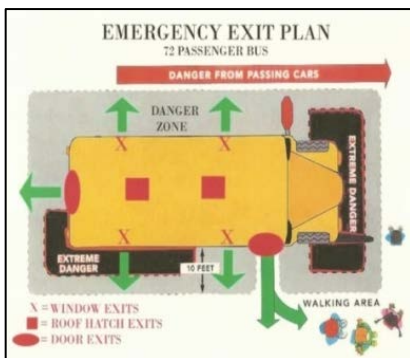 EMERGENCY EXIT PLAN
72 PASSENGER BUS
DANGER FROM PASSING CARS
DANGER
ZONE
EXTREME DANGER
EXTREME
DANGER
10 FEET
WALKING AREA
X = WINDOW EXITS
= ROOF HATCH EXITS
= DOOR EXITS
X
X
X
X